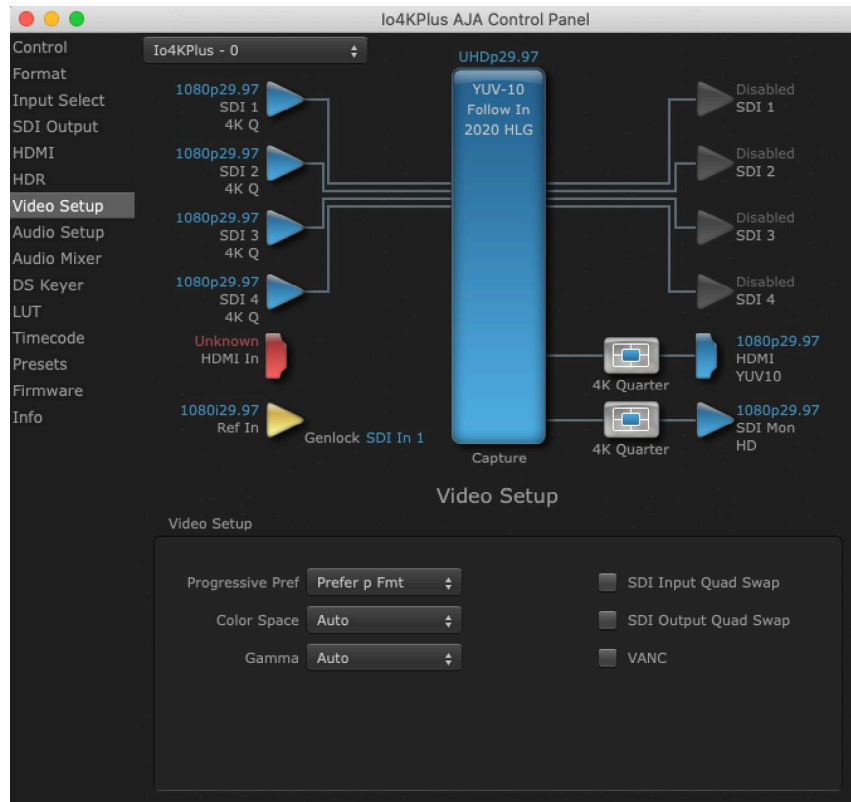 Io4KPlus AJA Control Panel
Control
Format
Input Select
SDI Output
HDMI
HDR
Video Setup
Audio Setup
Audio Mixer
DS Keyer
LUT
Timecode
Presets
Firmware
Info
Io4KPlus - 0
UHDp29.97
YUV-10
Follow In
2020 HLG
1080p29.97
SDI 1
4K Q
1080p29.97
SDI 2
4K Q
1080p29.97
SDI 3
4K Q
1080p29.97
SDI 4
4K Q
Unknown
HDMI In
1080i29.97
Ref In
Genlock SDI In 1
Capture
Disabled
SDI 1
Disabled
SDI 2
Disabled
SDI 3
Disabled
SDI 4
4K Quarter
1080p29.97
HDMI
YUV10
4K Quarter
1080p29.97
SDI Mon
HD
Video Setup
Video Setup
Progressive Pref Prefer p Fmt
SDI Input Quad Swap
Color Space Auto
SDI Output Quad Swap
Gamma Auto
VANC